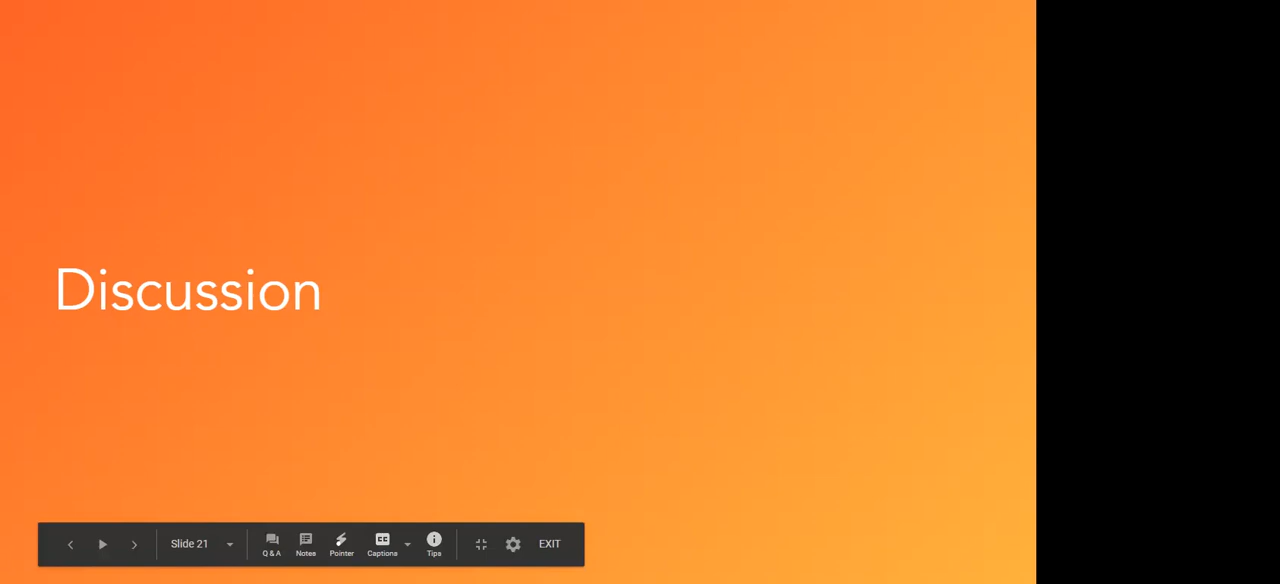 Discussion
Slide 21
Q & A
Notes
Pointer
Captions
Tips
EXIT